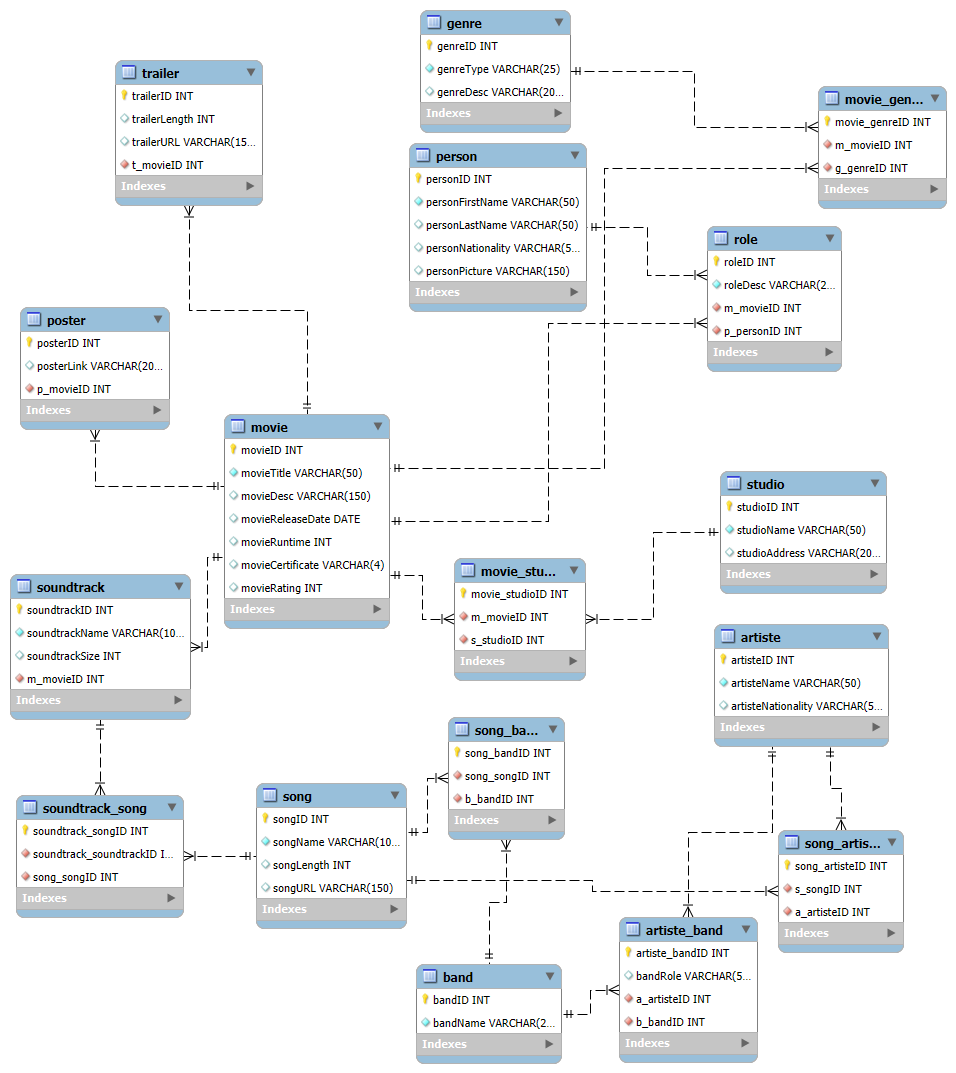 genre
genreID INT
genreType VARCHAR(25)
genreDesc VARCHAR(20...
Indexes
trailer
trailerID INT
trailerLength INT
trailerURL VARCHAR(15...
t_movieID INT
Indexes
movie_gen...
movie_genreID INT
m_movieID INT
g_genreID INT
Indexes
person
personID INT
personFirstName VARCHAR(50)
personLastName VARCHAR(50)
personNationality VARCHAR(5...
personPicture VARCHAR(150)
Indexes
role
roleID INT
roleDesc VARCHAR(2...
m_movieID INT
p_personID INT
Indexes
poster
posterID INT
posterLink VARCHAR(20...
p_movieID INT
Indexes
movie
movieID INT
movieTitle VARCHAR(50)
movieDesc VARCHAR(150)
movieReleaseDate DATE
movieRuntime INT
movieCertificate VARCHAR(4)
movieRating INT
Indexes
studio
studioID INT
studioName VARCHAR(50)
studioAddress VARCHAR(20...
Indexes
movie_stu...
movie_studioID INT
m_movieID INT
s_studioID INT
Indexes
soundtrack
soundtrackID INT
soundtrackName VARCHAR(10...
soundtrackSize INT
m_movieID INT
Indexes
artiste
artisteID INT
artisteName VARCHAR(50)
artisteNationality VARCHAR(5...
Indexes
song_ba...
song_bandID INT
song_songID INT
b_bandID INT
Indexes
soundtrack_song
soundtrack_songID INT
soundtrack_soundtrackID I...
song_songID INT
Indexes
song
songID INT
songName VARCHAR(10...
songLength INT
songURL VARCHAR(150)
Indexes
song_artis...
song_artisteID INT
s_songID INT
a_artisteID INT
Indexes
artiste_band
artiste_bandID INT
bandRole VARCHAR(5...
a_artisteID INT
b_bandID INT
Indexes
band
bandID INT
bandName VARCHAR(2...
Indexes